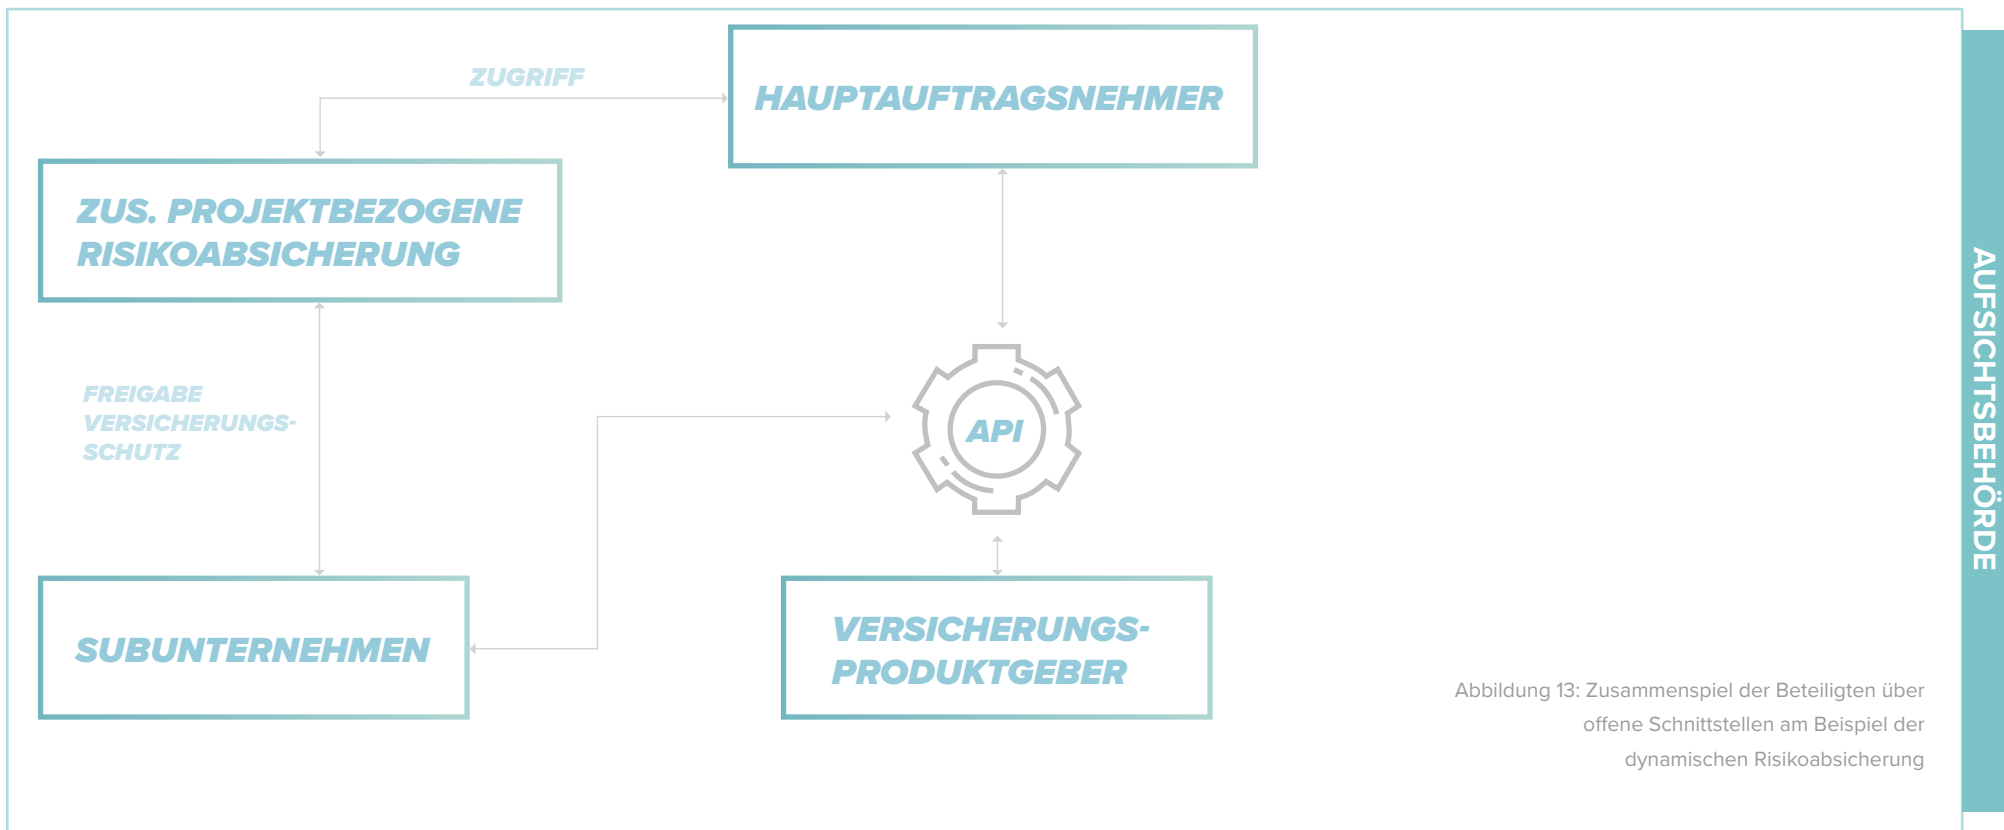 ZUGRIFF
HAUPTAUFTRAGSNEHMER
ZUS. PROJEKTBEZOGENE
RISIKOABSICHERUNG
FREIGABE
VERSICHERUNGS-
SCHUTZ
API
SUBUNTERNEHMEN
VERSICHERUNGS-
PRODUKTGEBER
Abbildung 13: Zusammenspiel der Beteiligten über
offene Schnittstellen am Beispiel der
dynamischen Risikoabsicherung
AUFSICHTSBEHÖRDE